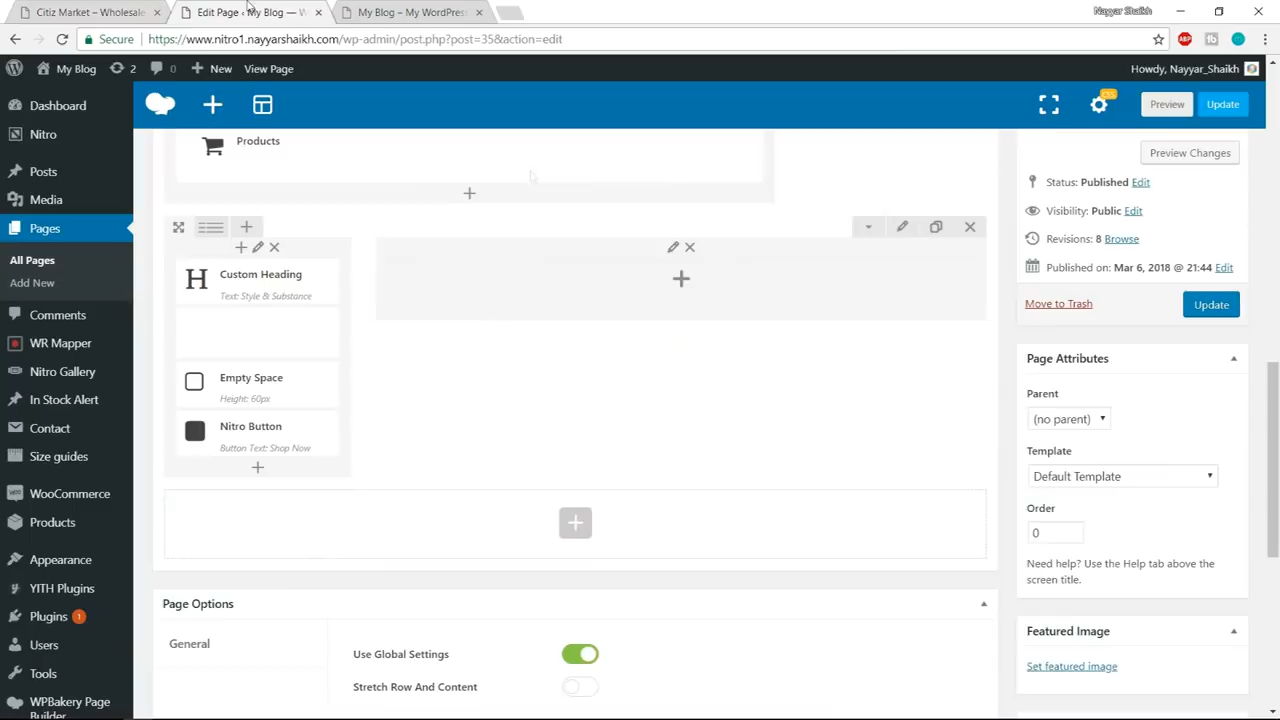 Citiz Market - Wholesale
Edit Page ‹ My Blog — W
My Blog – My WordPress
Nayyar Shaikh
Secure
https://www.nitro1.nayyarshaikh.com/wp-admin/post.php?post=35&action=edit
My Blog
2
0
New
View Page
Howdy, Nayyar_Shaikh
Dashboard
Nitro
Posts
Media
Pages
All Pages
Add New
Comments
WR Mapper
Nitro Gallery
In Stock Alert
Contact
Size guides
WooCommerce
Products
Appearance
YITH Plugins
Plugins 1
Users
Tools
WPBakery Page
Builder
CSS
Preview
Update
Products
H
Custom Heading
Text: Style & Substance
Empty Space
Height: 60px
Nitro Button
Button Text: Shop Now
Page Options
General
Use Global Settings
Stretch Row And Content
Preview Changes
Status: Published Edit
Visibility: Public Edit
Revisions: 8 Browse
Published on: Mar 6, 2018 @ 21:44 Edit
Move to Trash
Update
Page Attributes
Parent
(no parent)
Template
Default Template
Order
0
Need help? Use the Help tab above the
screen title.
Featured Image
Set featured image